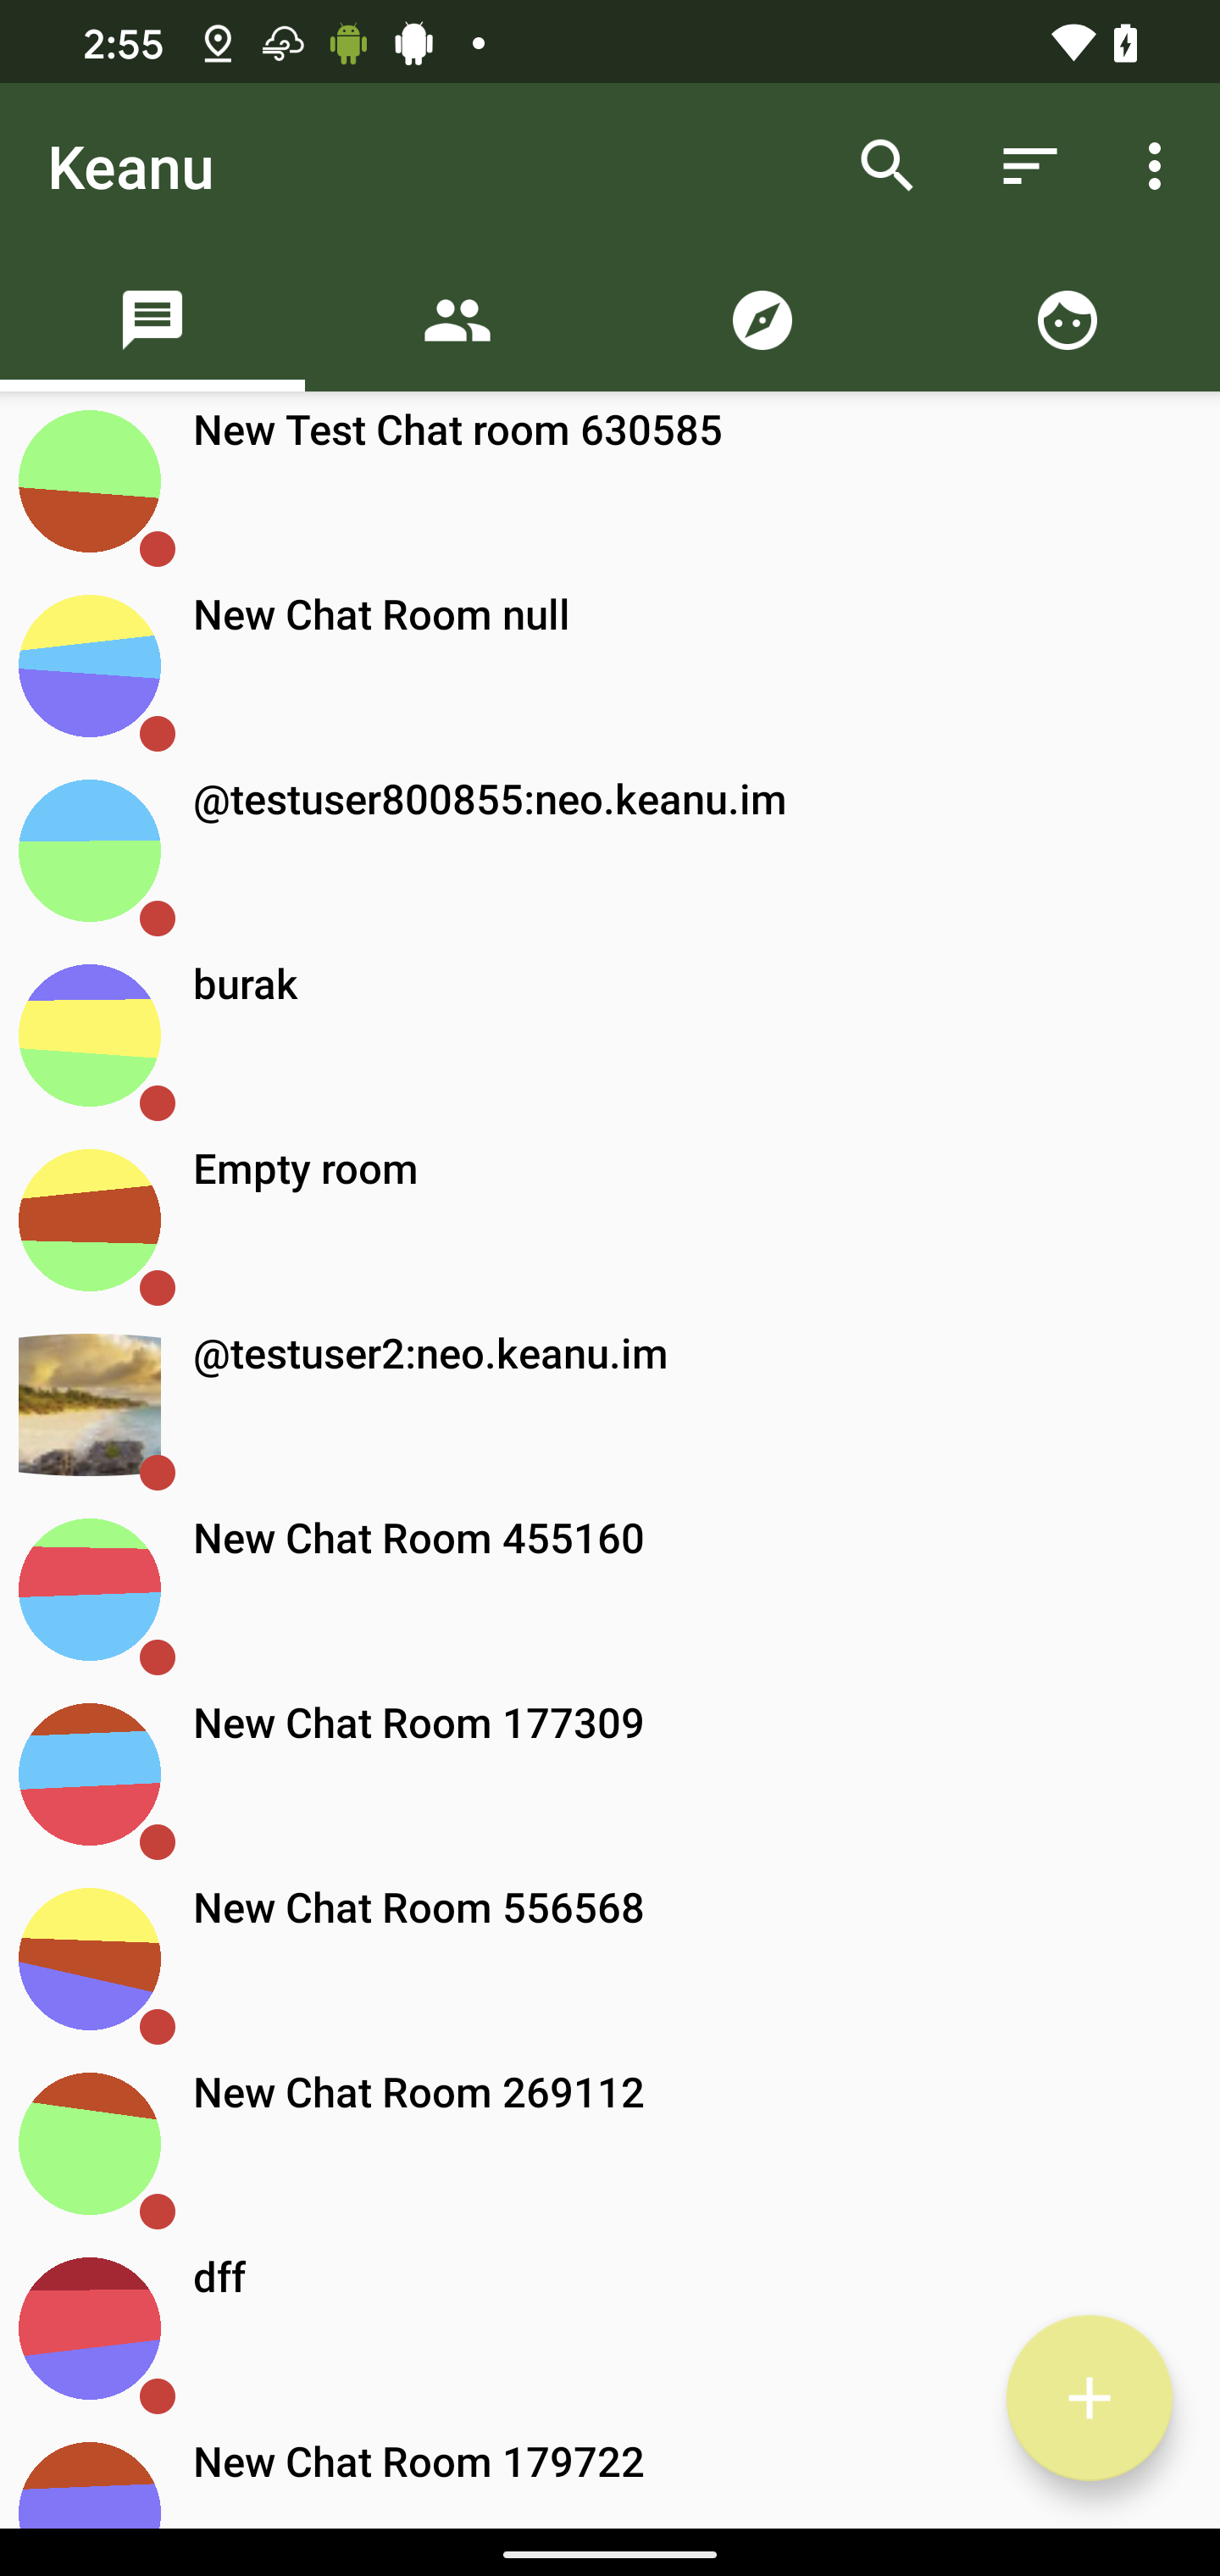 2:55
Keanu
New Test Chat room 630585
New Chat Room null
@testuser800855:neo.keanu.im
burak
Empty room
@testuser2:neo.keanu.im
New Chat Room 455160
New Chat Room 177309
New Chat Room 556568
New Chat Room 269112
dff
New Chat Room 179722